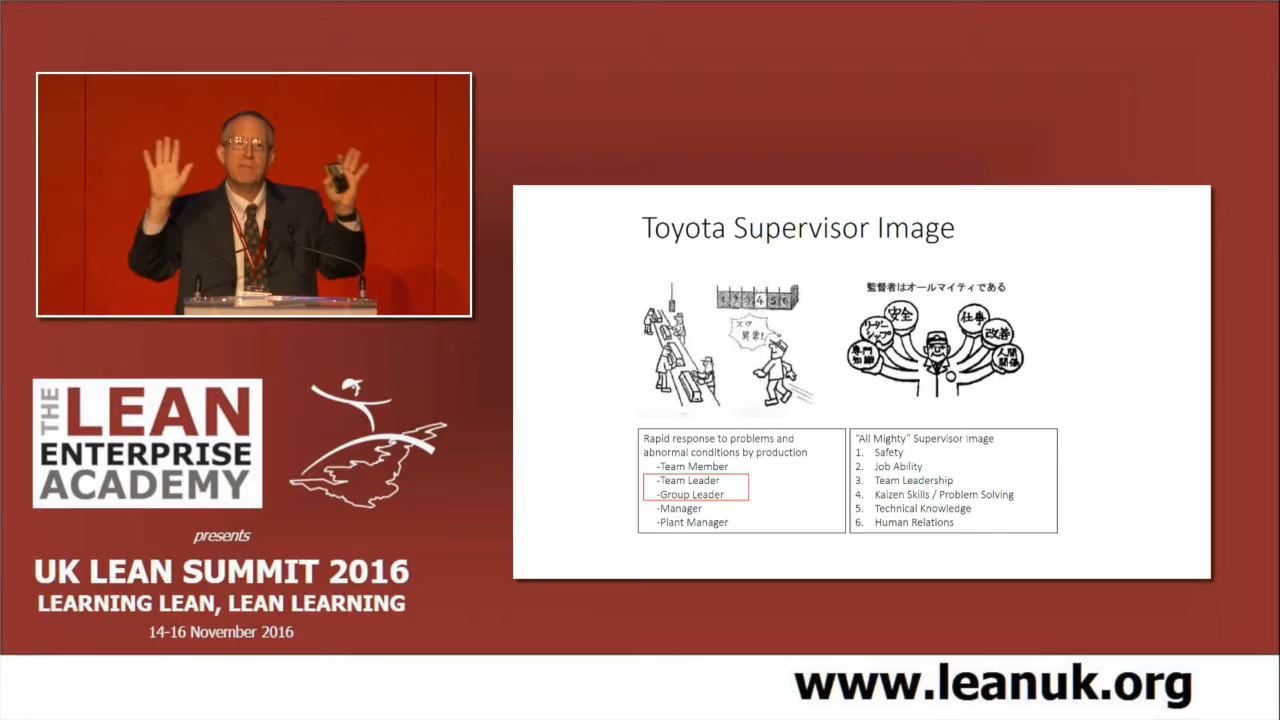 Toyota Supervisor Image
1 2 3 4 5 6
異常!
監督者はオールマイティである
安全
リーダーシップ
専門
知識
仕事
改善
人間
関係
Rapid response to problems and
abnormal conditions by production
-Team Member
-Team Leader
-Group Leader
-Manager
-Plant Manager
"All Mighty" Supervisor Image
1. Safety
2. Job Ability
3. Team Leadership
4. Kaizen Skills / Problem Solving
5. Technical Knowledge
6. Human Relations
THE LEAN
ENTERPRISE
ACADEMY
presents
UK LEAN SUMMIT 2016
LEARNING LEAN, LEAN LEARNING
14-16 November 2016
www.leanuk.org